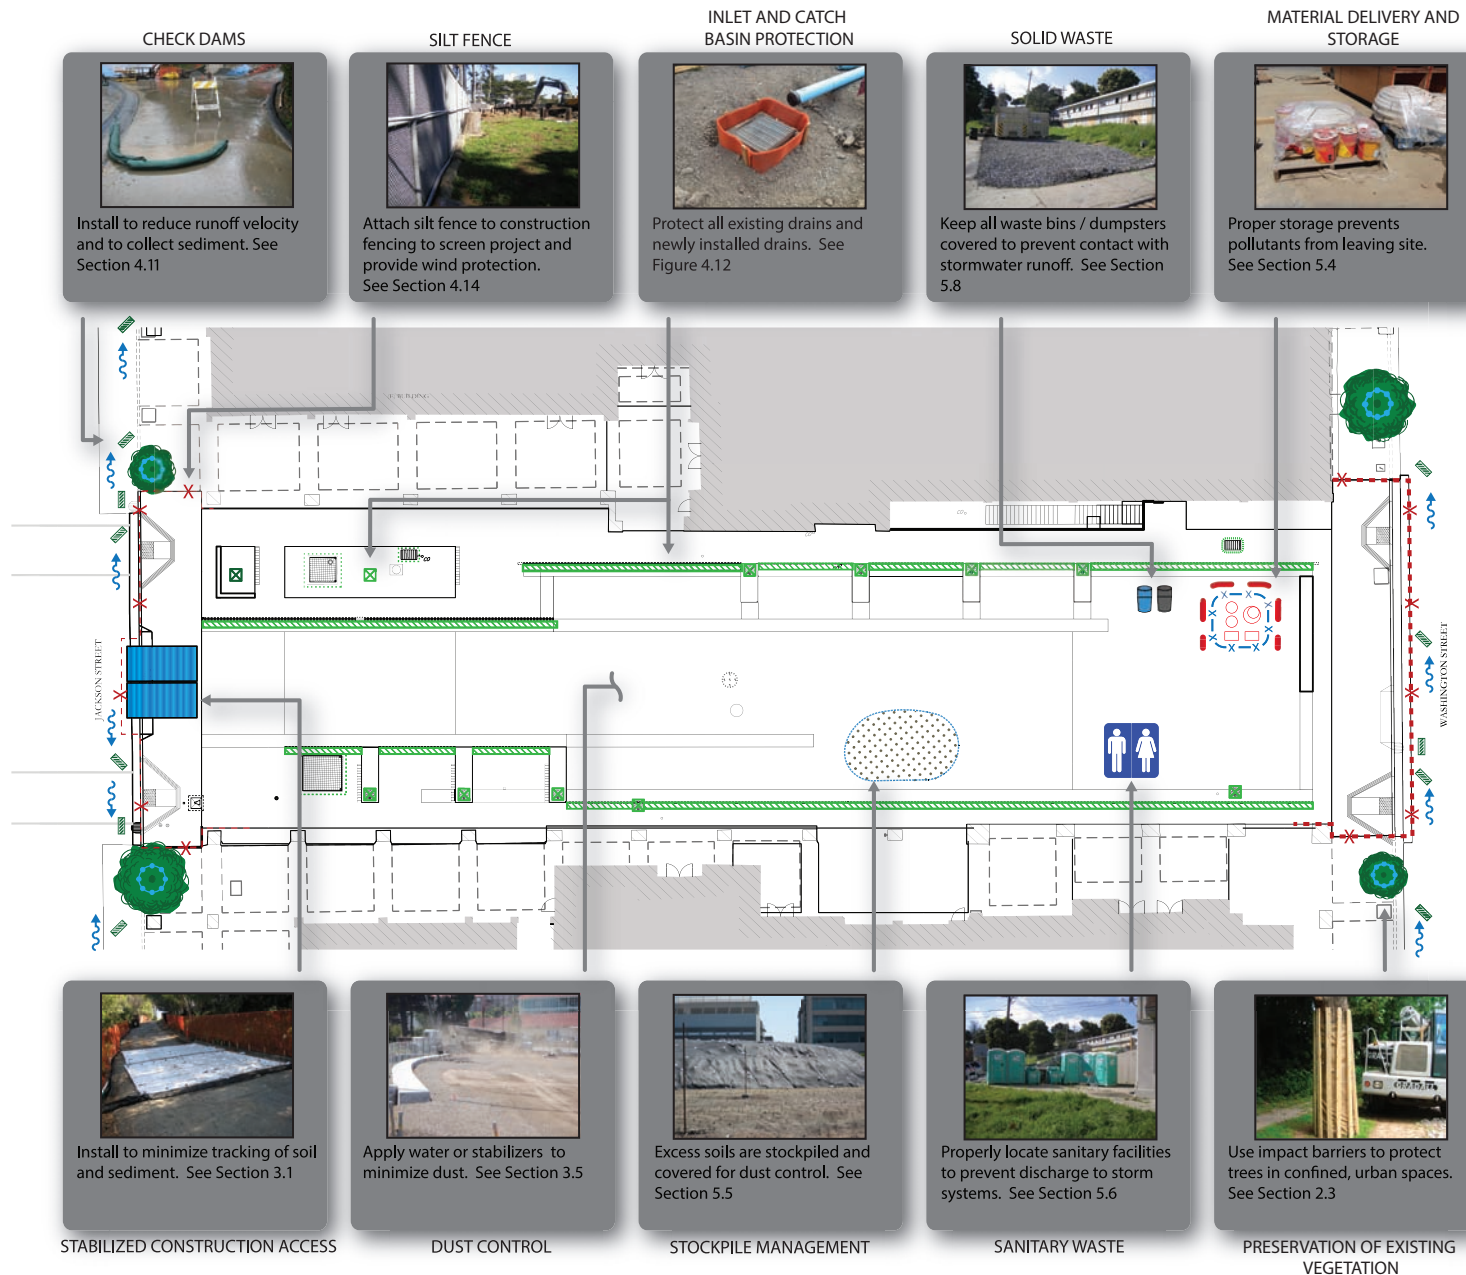 CHECK DAMS
SILT FENCE
INLET AND CATCH
BASIN PROTECTION
SOLID WASTE
MATERIAL DELIVERY AND
STORAGE
Install to reduce runoff velocity
and to collect sediment. See
Section 4.11
Attach silt fence to construction
fencing to screen project and
provide wind protection.
See Section 4.14
Protect all existing drains and
newly installed drains. See
Figure 4.12
Keep all waste bins / dumpsters
covered to prevent contact with
stormwater runoff. See Section
5.8
Proper storage prevents
pollutants from leaving site.
See Section 5.4
JACKSON STREET
WASHINGTON STREET
GRADALL
Install to minimize tracking of soil
and sediment. See Section 3.1
Apply water or stabilizers to
minimize dust. See Section 3.5
Excess soils are stockpiled and
covered for dust control. See
Section 5.5
Properly locate sanitary facilities
to prevent discharge to storm
systems. See Section 5.6
Use impact barriers to protect
trees in confined, urban spaces.
See Section 2.3
STABILIZED CONSTRUCTION ACCESS
DUST CONTROL
STOCKPILE MANAGEMENT
SANITARY WASTE
PRESERVATION OF EXISTING
VEGETATION